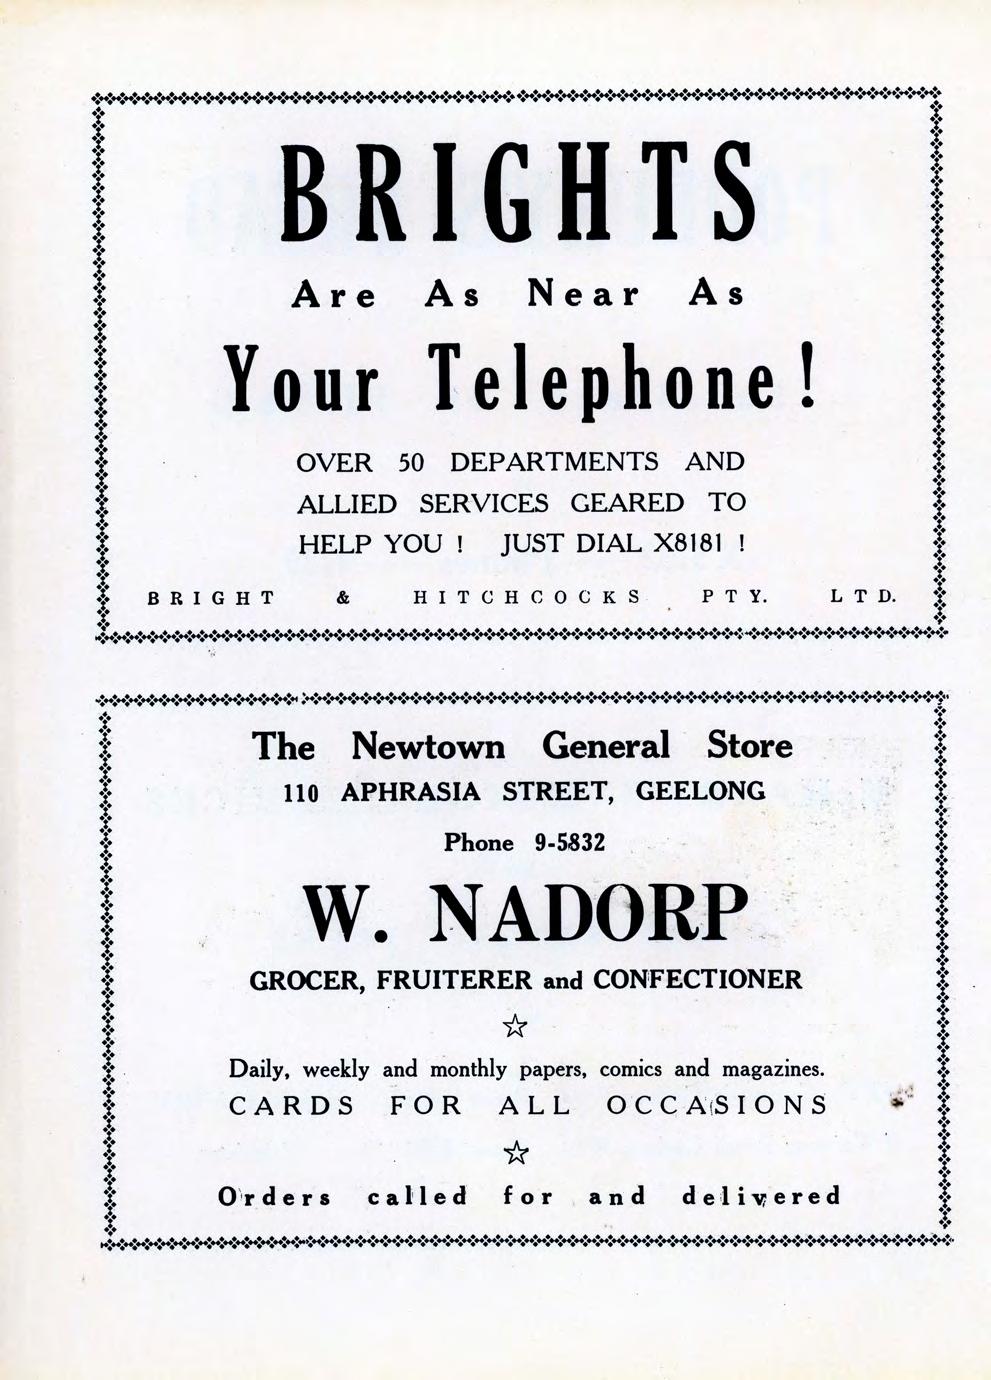 BRIGHTS
Are As Near As
Your Telephone!
OVER 50 DEPARTMENTS AND
ALLIED SERVICES GEARED TO
HELP YOU ! JUST DIAL X8181 !
BRIGHT & HITCHCOCKS PTY. LTD.
The Newtown General Store
110 APHRASIA STREET, GEELONG
Phone 9-5832
W. NADORP
GROCER, FRUITERER and CONFECTIONER
Daily, weekly and monthly papers, comics and magazines.
CARDS FOR ALL OCCASIONS
Orders called for and delivered